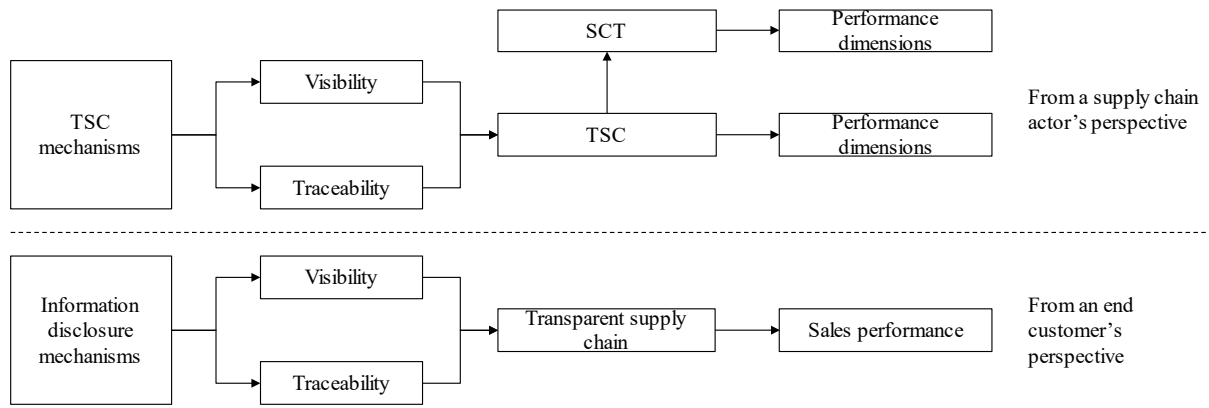 SCT
Performance
dimensions
Visibility
TSC
mechanisms
TSC
Performance
dimensions
Traceability
From a supply chain
actor's perspective
Visibility
Information
disclosure
mechanisms
Transparent supply
chain
Sales performance
Traceability
From an end
customer's
perspective